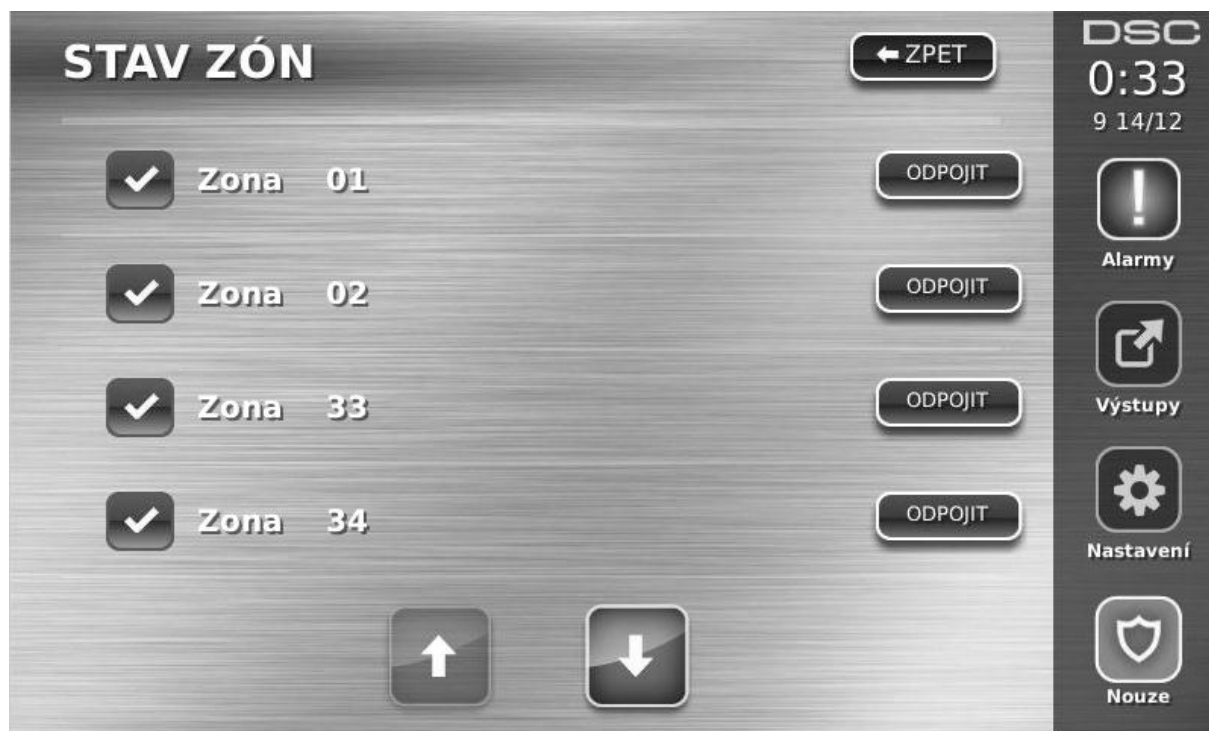 STAV ZÓN
ZPET
Zona 01
ODPOJIT
Zona 02
ODPOJIT
Zona 33
ODPOJIT
Zona 34
ODPOJIT
DSC
0:33
9 14/12
Alarmy
Výstupy
Nastavení
Nouze